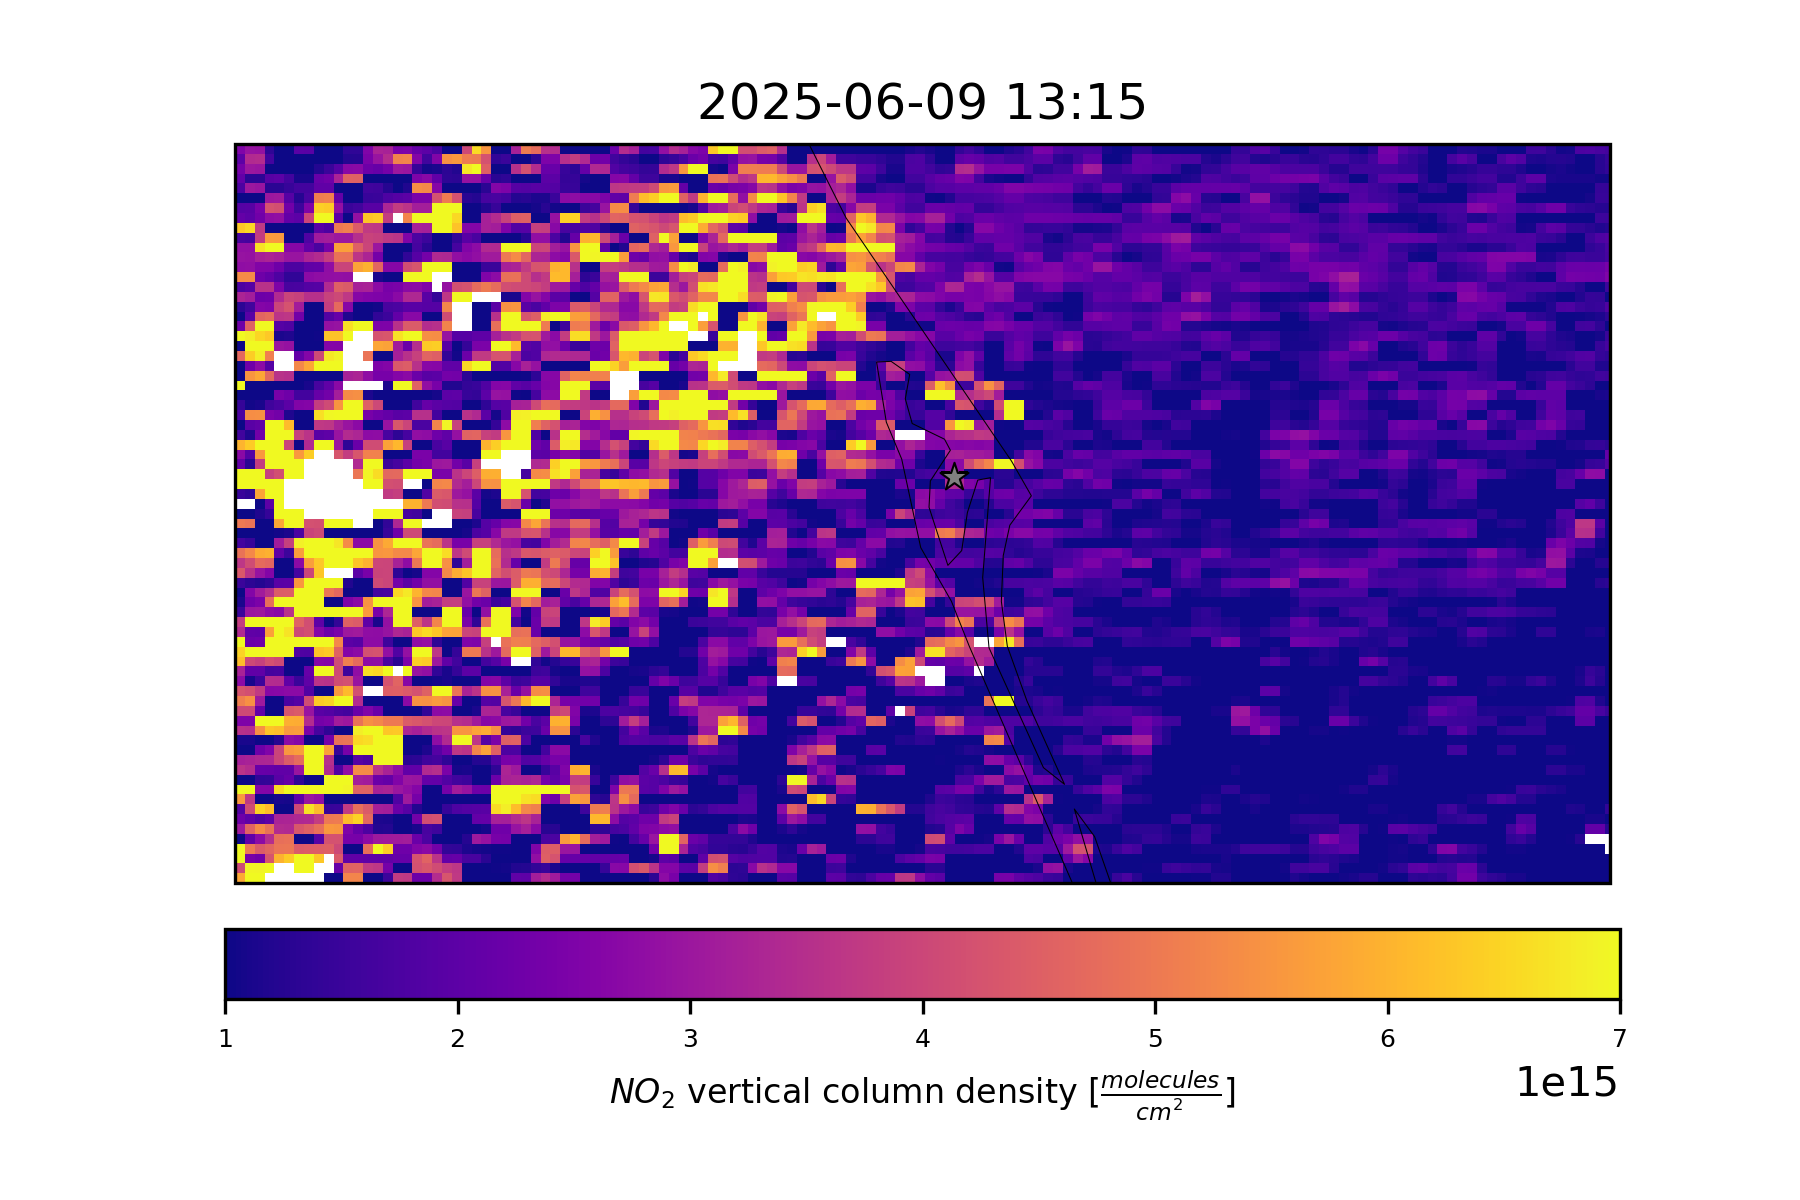 2025-06-09 13:15
1 2 3 4 5 6 7
1e15
NO₂ vertical column density [molecules/cm²]